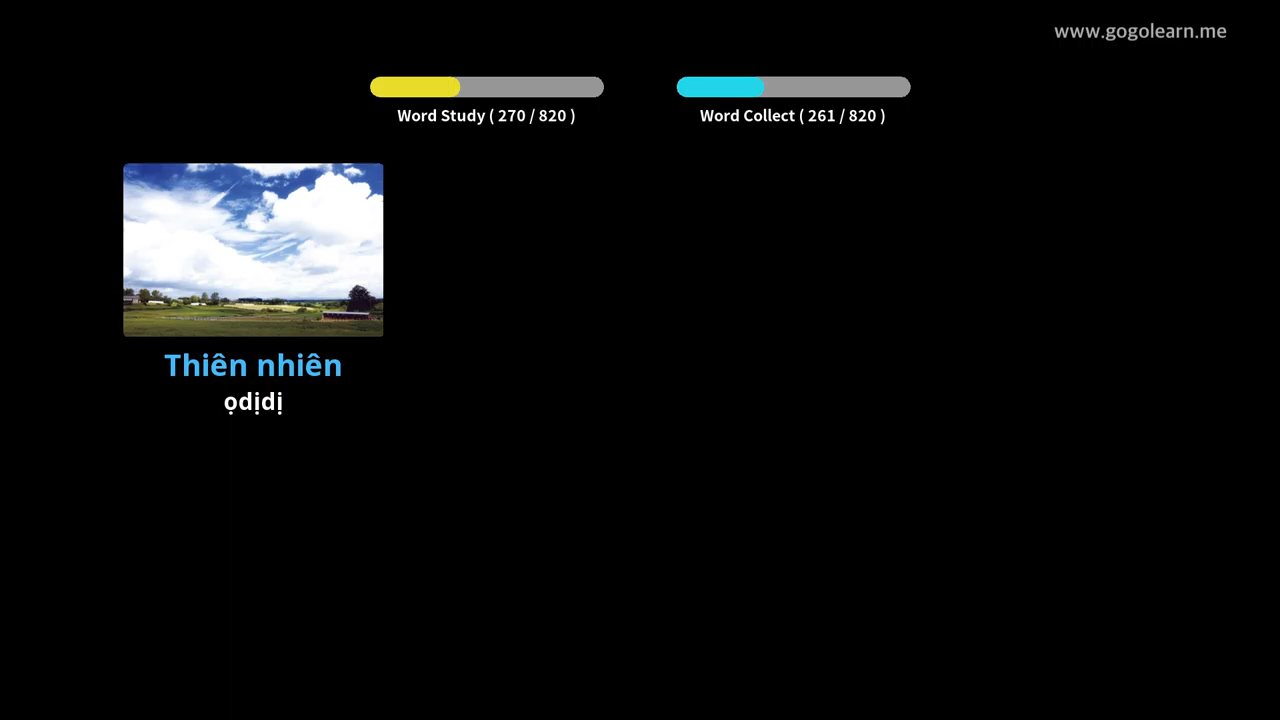 www.gogolearn.me
Word Study ( 270 / 820 )
Word Collect ( 261 / 820 )
Thiên nhiên
ọdịdị